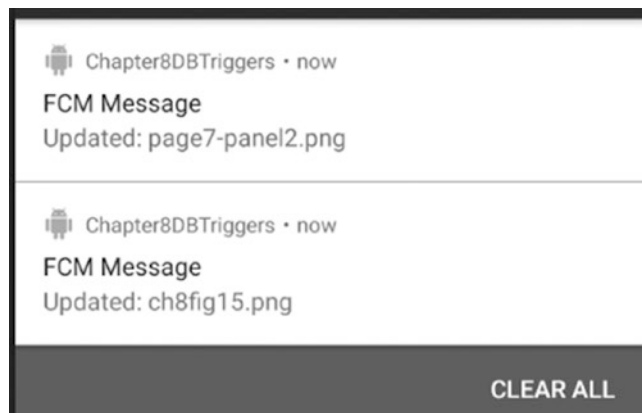 Chapter8DBTriggers • now
FCM Message
Updated: page7-panel2.png
Chapter8DBTriggers • now
FCM Message
Updated: ch8fig15.png
CLEAR ALL